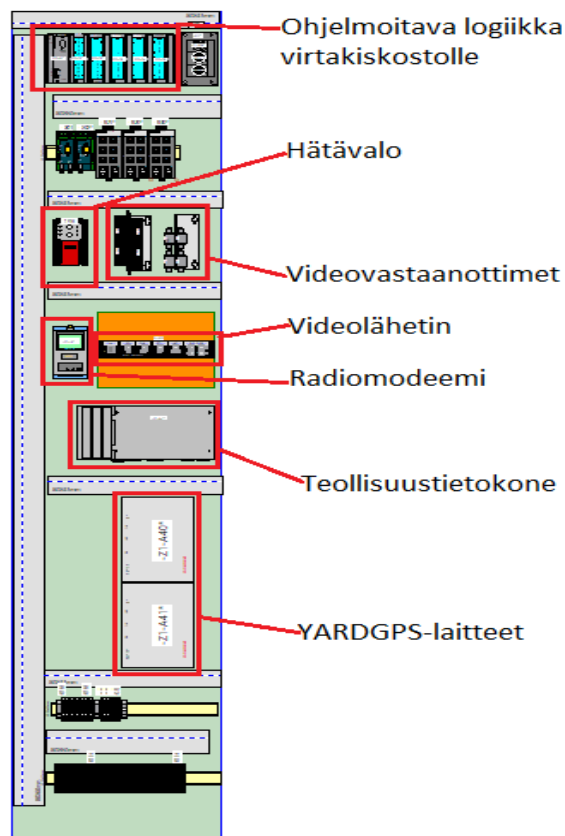 Ohjelmoitava logiikka
virtakiskostolle
Hätävalo
Videovastaanottimet
Videolähetin
Radiomodeemi
Teollisuustietokone
-Z1-A40
-Z1-A41
YARDGPS-laitteet